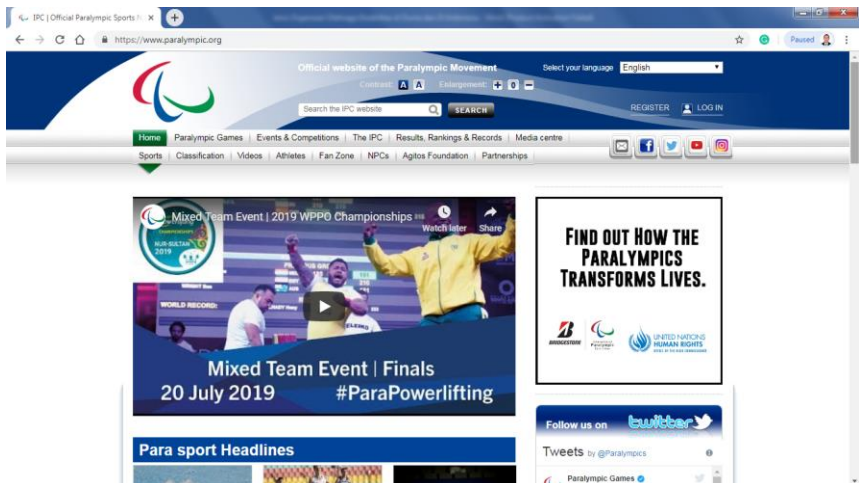 IPC | Official Paralympic Sports
https://www.paralympic.org
Paused
Official website of the Paralympic Movement
Select your language English
Contrast: A A Enlargement: + 0 −
Search the IPC website SEARCH
REGISTER LOG IN
Home Paralympic Games Events & Competitions The IPC Results, Rankings & Records Media centre
Sports Classification Videos Athletes Fan Zone NPCs Agitos Foundation Partnerships
Mixed Team Event | 2019 WPPO Championships
Watch later Share
CHAMPIONSHIPS
NUR-SULTAN
2019
WORLD RECORD:
Mixed Team Event | Finals
20 July 2019 #ParaPowerlifting
FIND OUT HOW THE
PARALYMPICS
TRANSFORMS LIVES.
BRIDGESTONE
UNITED NATIONS
HUMAN RIGHTS
Follow us on twitter
Tweets by @Paralympics
Paralympic Games
Para sport Headlines